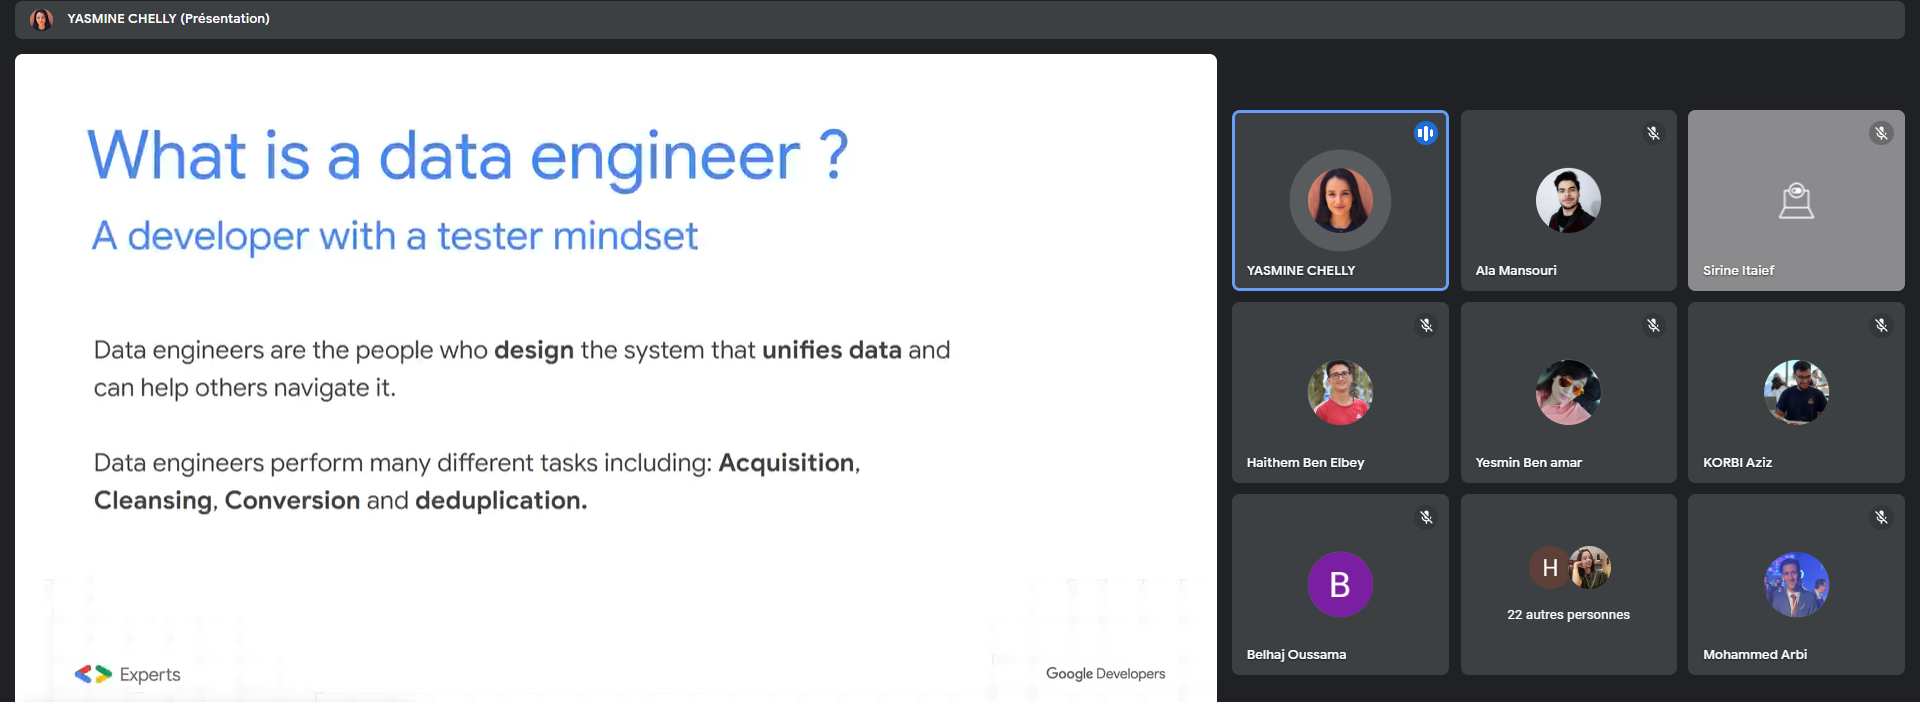 YASMINE CHELLY (Présentation)
What is a data engineer ?
A developer with a tester mindset
Data engineers are the people who design the system that unifies data and
can help others navigate it.
Data engineers perform many different tasks including: Acquisition,
Cleansing, Conversion and deduplication.
Experts
Google Developers
YASMINE CHELLY
Ala Mansouri
Sirine Itaief
Haithem Ben Elbey
Yesmin Ben amar
KORBI Aziz
B
Belhaj Oussama
H
22 autres personnes
Mohammed Arbi